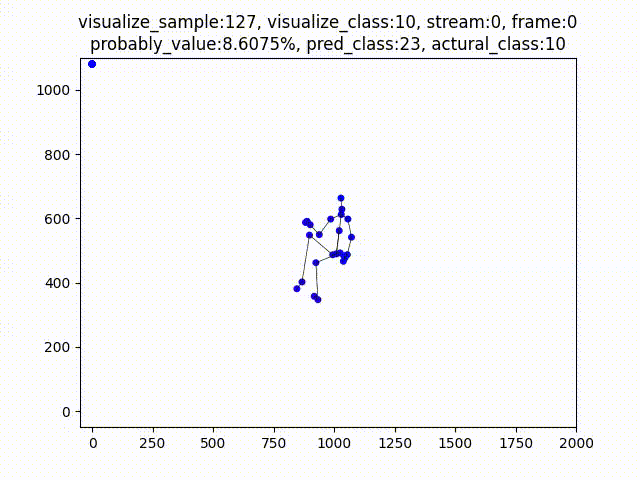 visualize_sample:127, visualize_class:10, stream:0, frame:0
probably_value:8.6075%, pred_class:23, actural_class:10
1000
800
600
400
200
0
0 250 500 750 1000 1250 1500 1750 2000